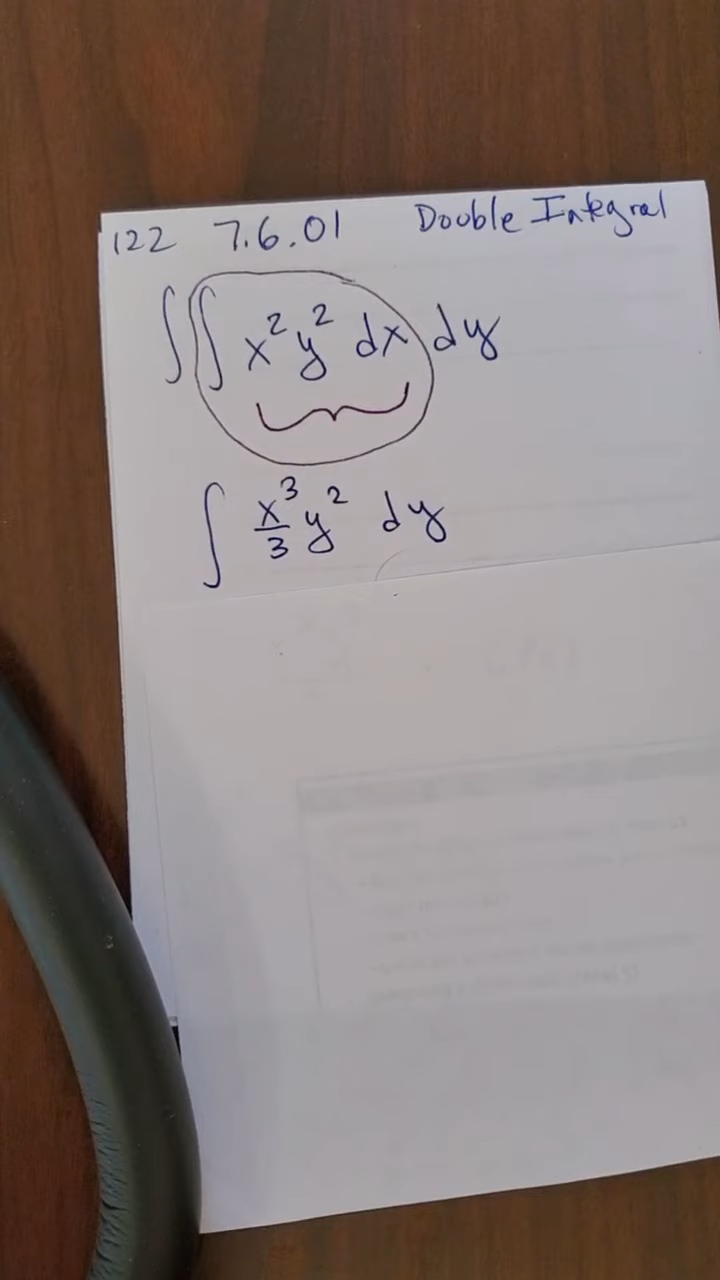 122 7.6.01 Double Integral
∫∫ x²y² dx dy
∫ x³/3 y² dy